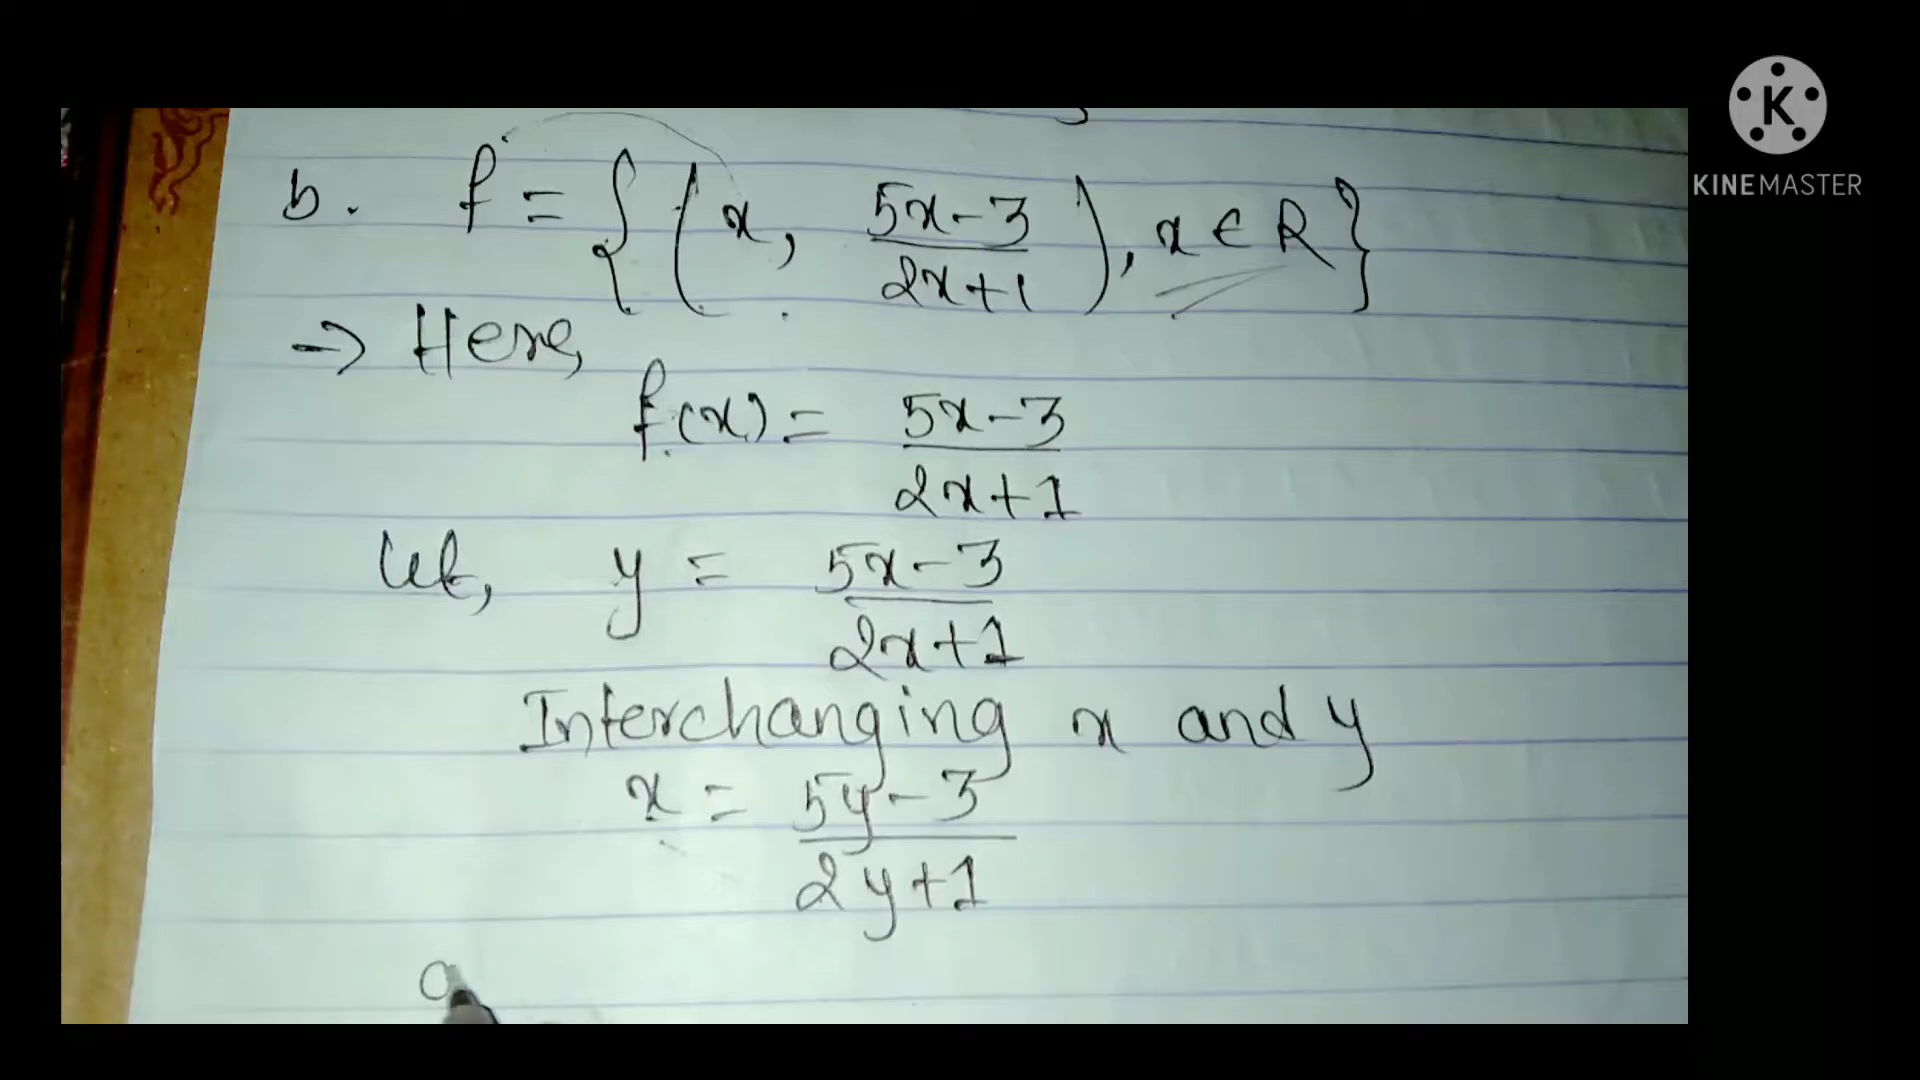 KINEMASTER
b. f = { ( x, (5x-3)/(2x+1) ), x ∈ R }
→ Here,
f(x) = (5x-3)/(2x+1)
Let, y = (5x-3)/(2x+1)
Interchanging x and y
x = (5y-3)/(2y+1)